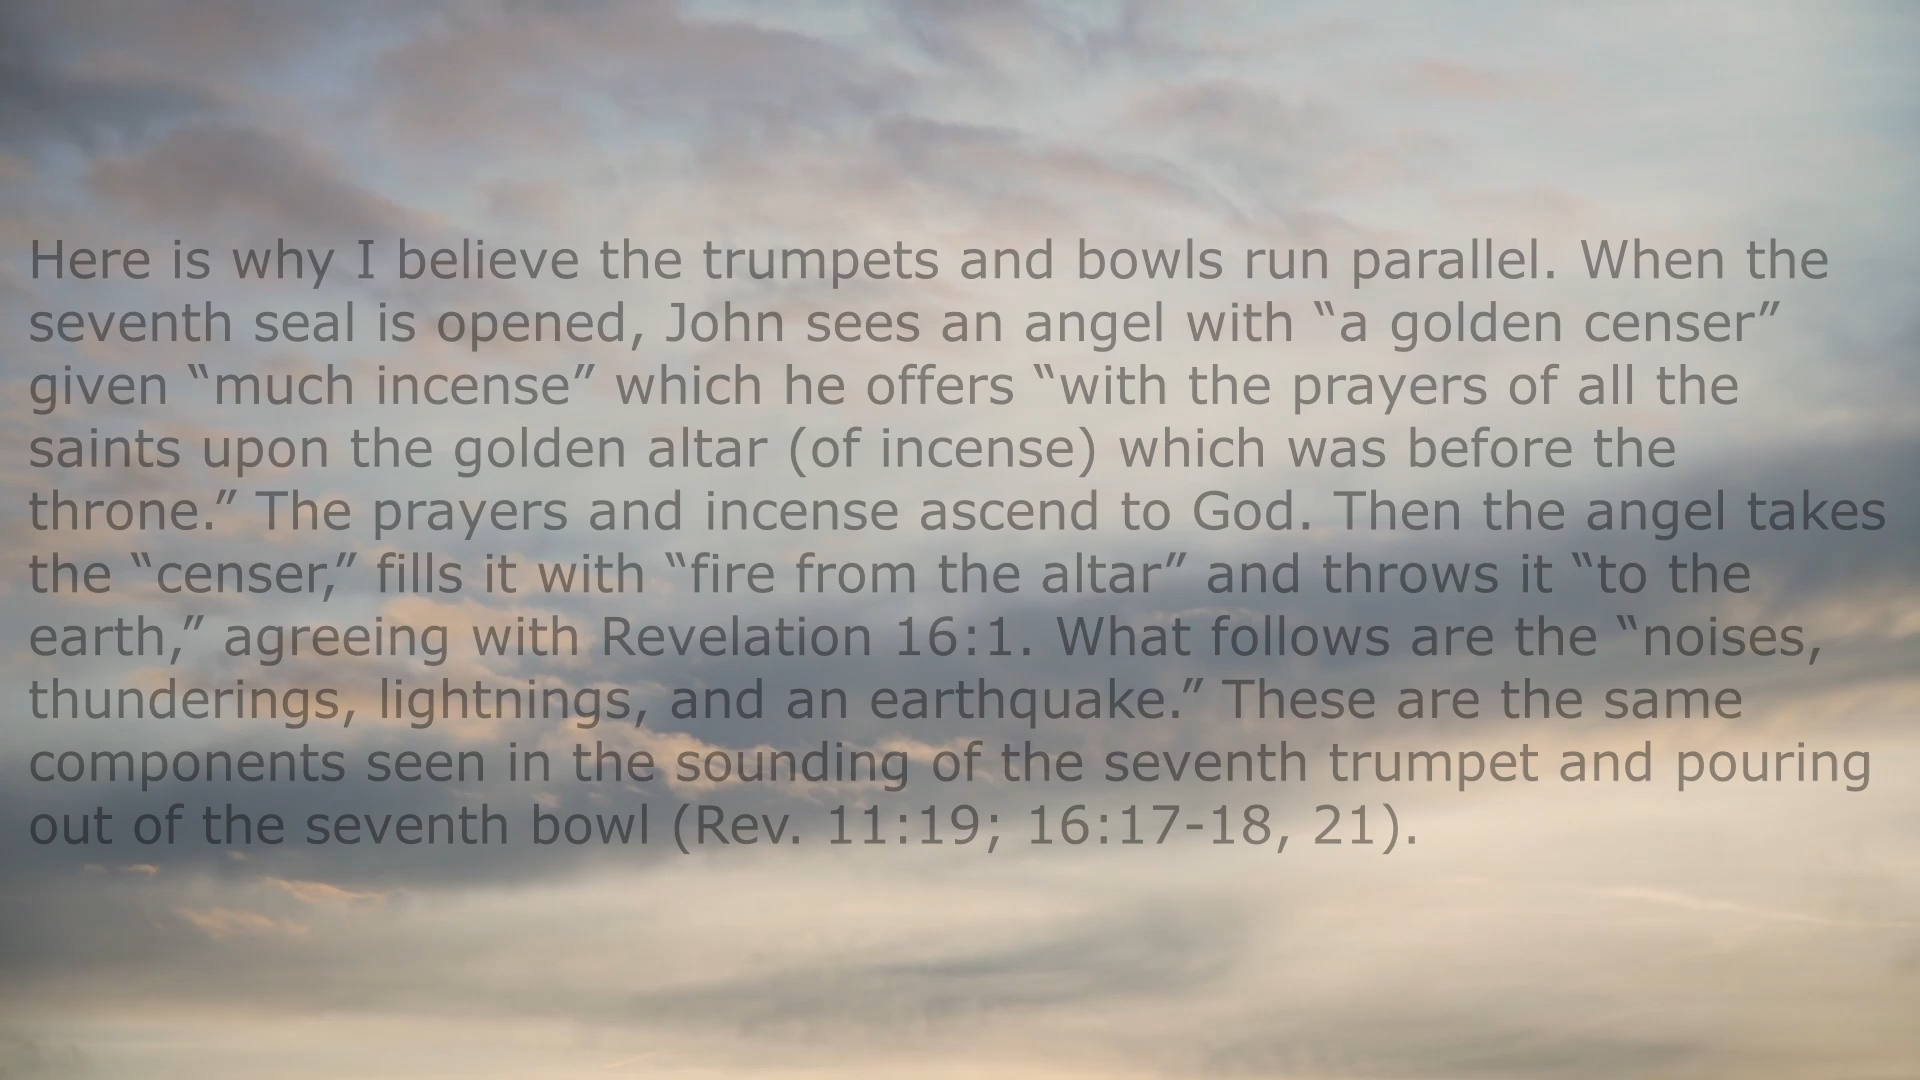 Here is why I believe the trumpets and bowls run parallel. When the
seventh seal is opened, John sees an angel with “a golden censer”
given “much incense” which he offers “with the prayers of all the
saints upon the golden altar (of incense) which was before the
throne.” The prayers and incense ascend to God. Then the angel takes
the “censer,” fills it with “fire from the altar” and throws it “to the
earth,” agreeing with Revelation 16:1. What follows are the “noises,
thunderings, lightnings, and an earthquake.” These are the same
components seen in the sounding of the seventh trumpet and pouring
out of the seventh bowl (Rev. 11:19; 16:17-18, 21).